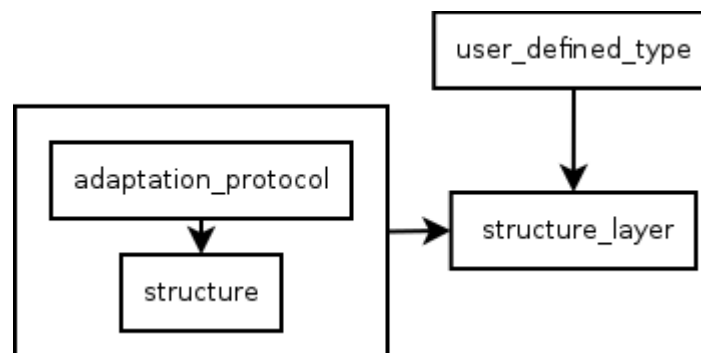 user_defined_type
adaptation_protocol
structure_layer
structure